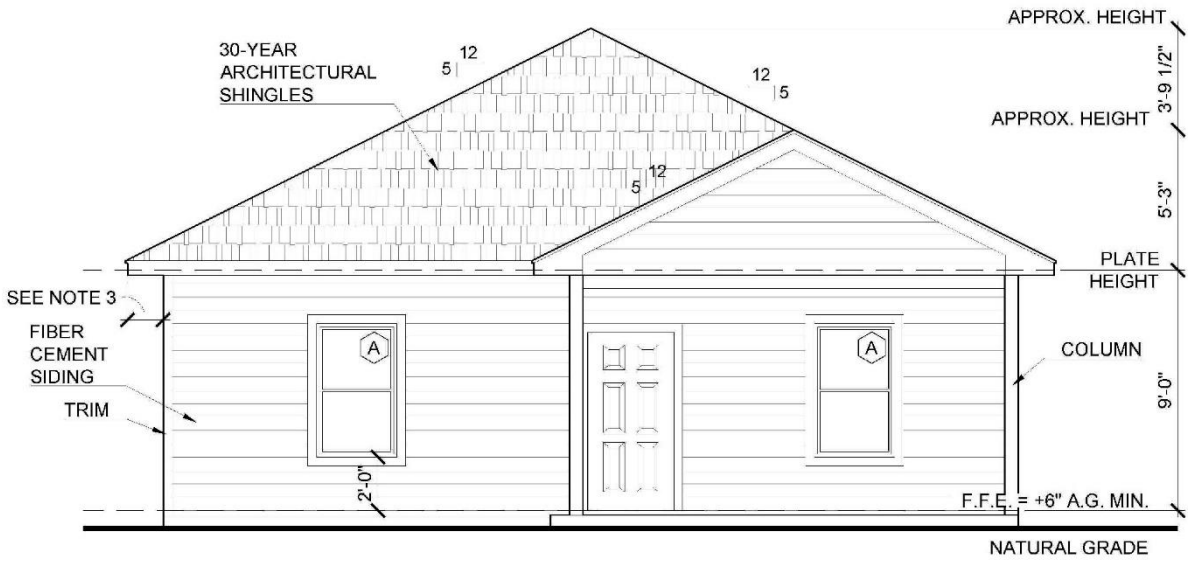 APPROX. HEIGHT
30-YEAR
ARCHITECTURAL
SHINGLES
12
5
12
5
3'-9 1/2"
APPROX. HEIGHT
12
5
5'-3"
PLATE
HEIGHT
SEE NOTE 3
FIBER
CEMENT
SIDING
TRIM
A
A
COLUMN
9'-0"
2'-0"
F.F.E. = +6" A.G. MIN.
NATURAL GRADE